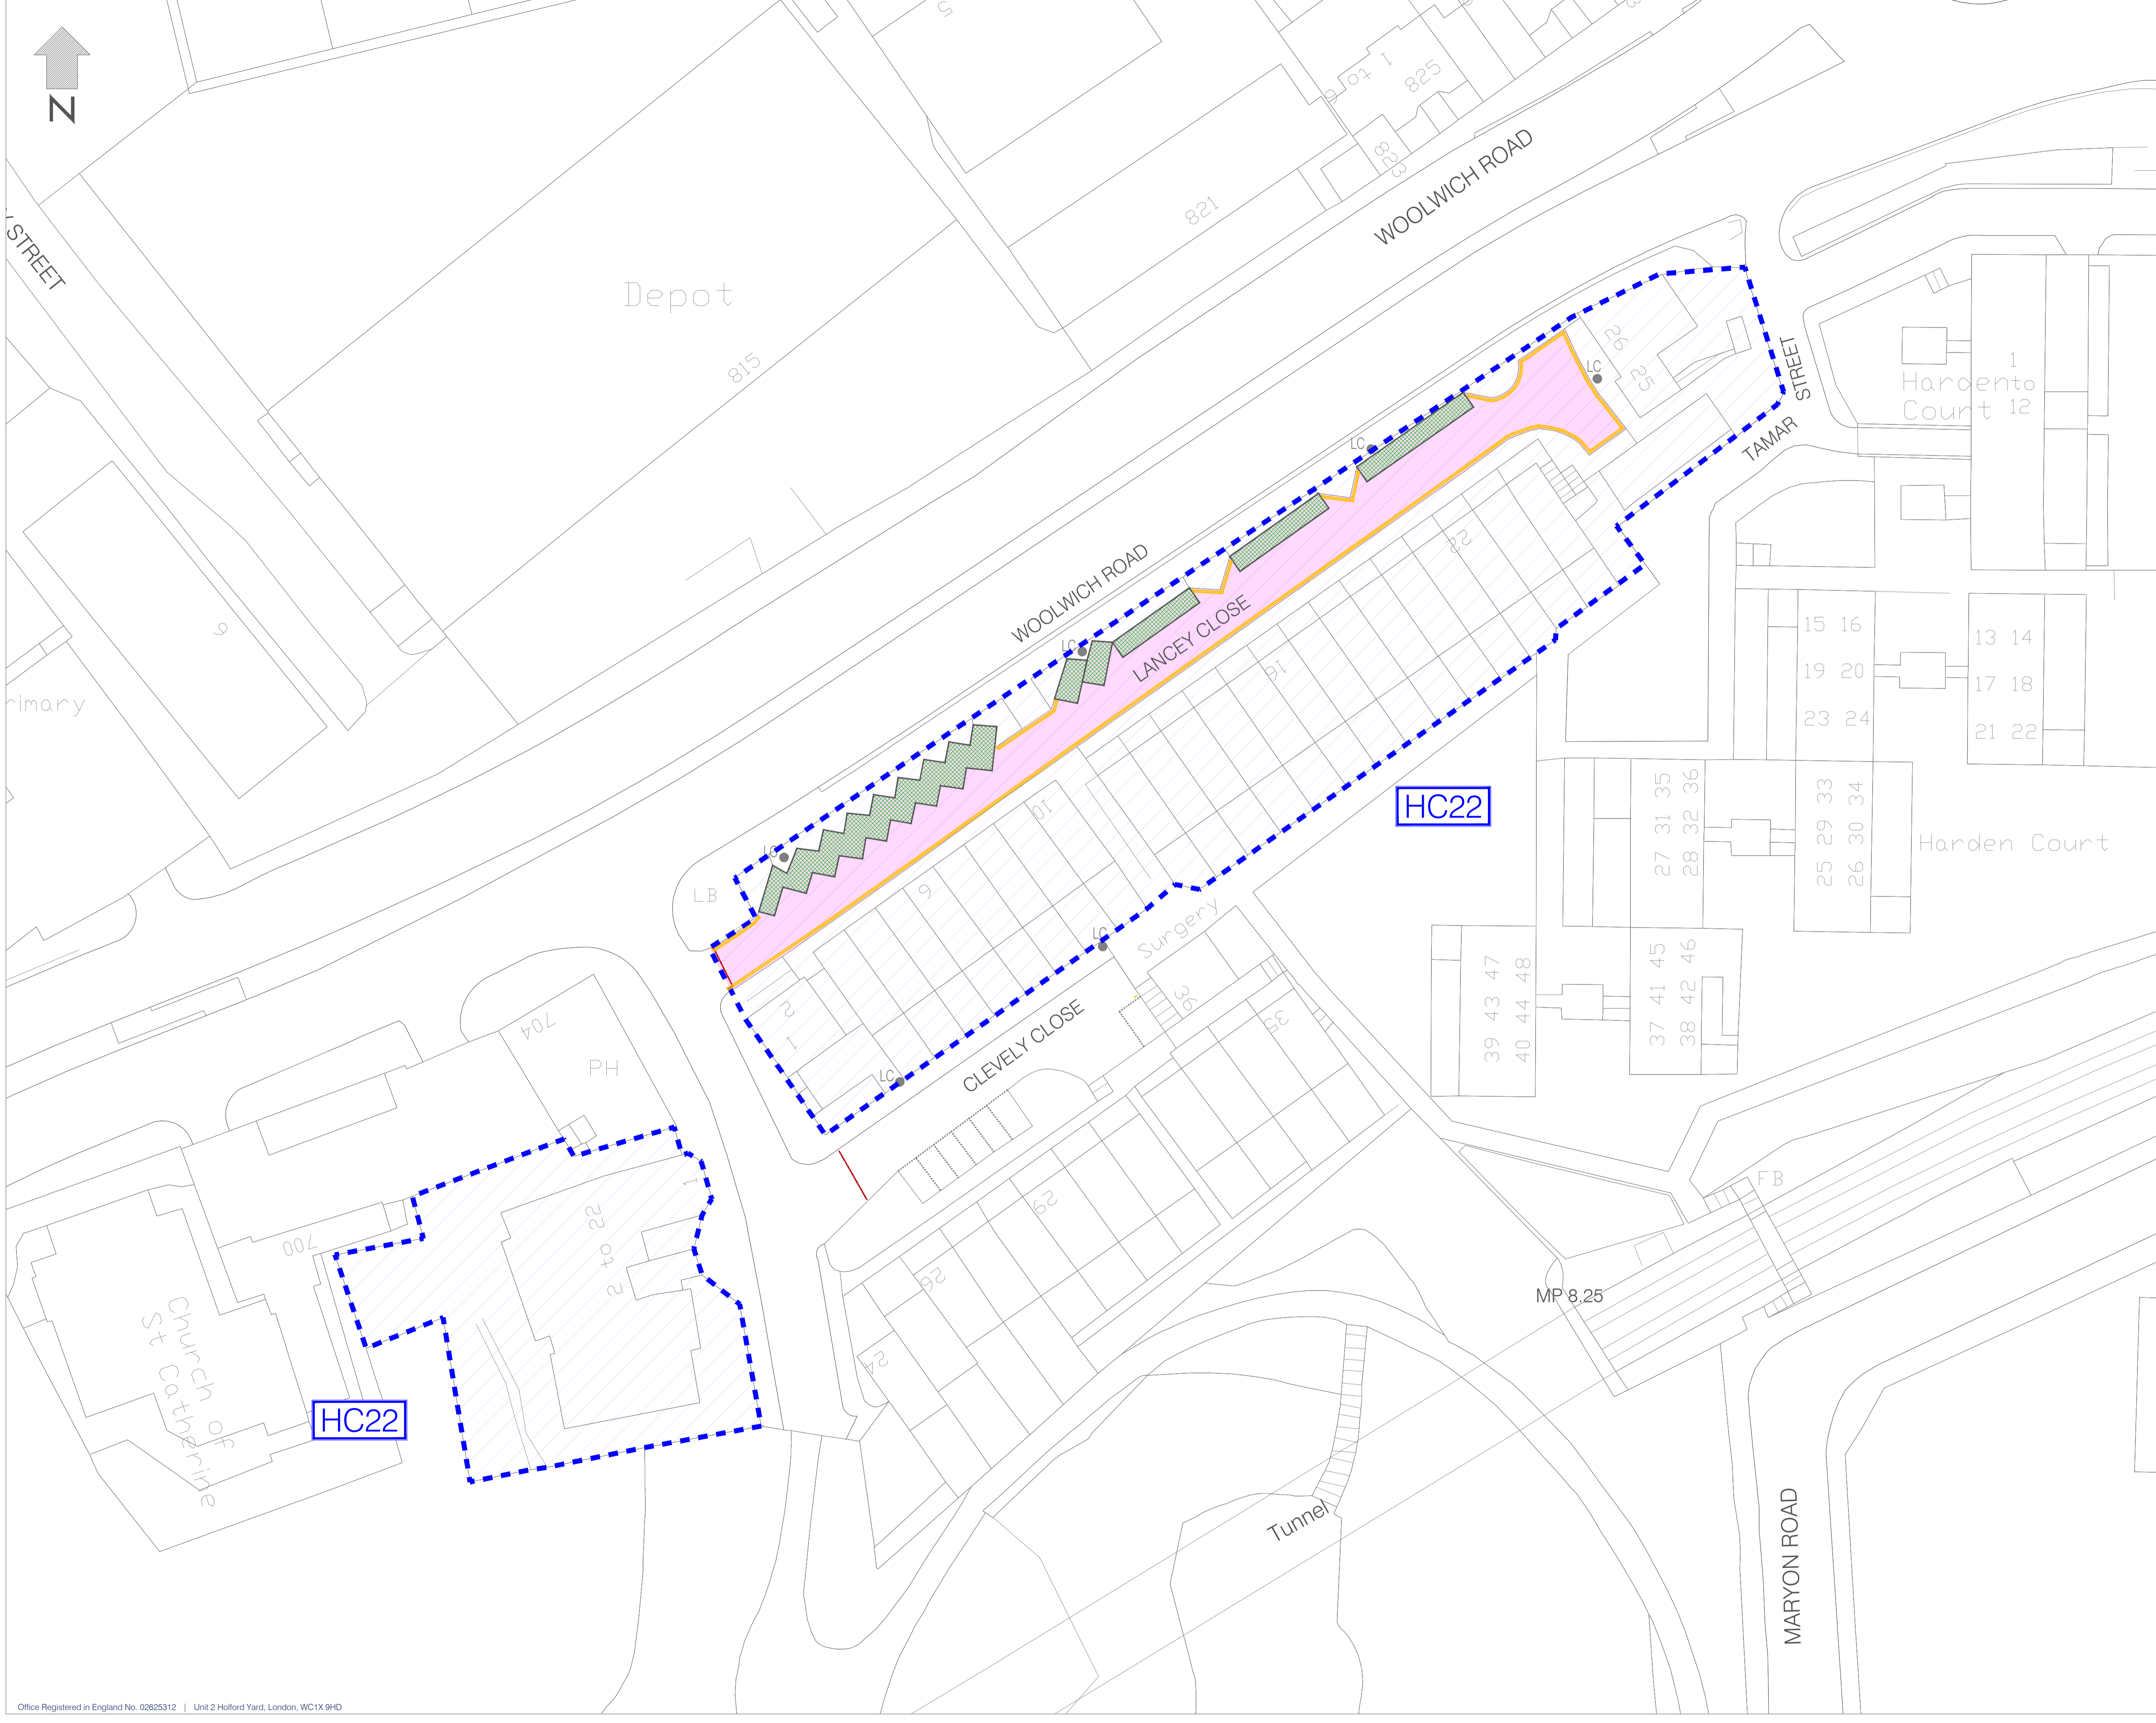 N
STREET
Depot
815
821
823
825
1 to 6
5
WOOLWICH ROAD
9
rimary
WOOLWICH ROAD
LANCEY CLOSE
LC
LC
LC
LC
LC
LC
26
25
22
16
10
6
2
1
STREET
TAMAR
1
Harden to
Court 12
15 16
19 20
23 24
13 14
17 18
21 22
HC22
27 31 35
28 32 36
25 29 33
26 30 34
Harden Court
39 43 47
40 44 48
37 41 45
38 42 46
LB
Surgery
36
35
CLEVELY CLOSE
29
26
24
704
PH
700
1
2 to 22
Church of
St Catherine
HC22
FB
MP 8.25
Tunnel
MARYON ROAD
Office Registered in England No. 02625312 | Unit 2 Holford Yard, London, WC1X 9HD